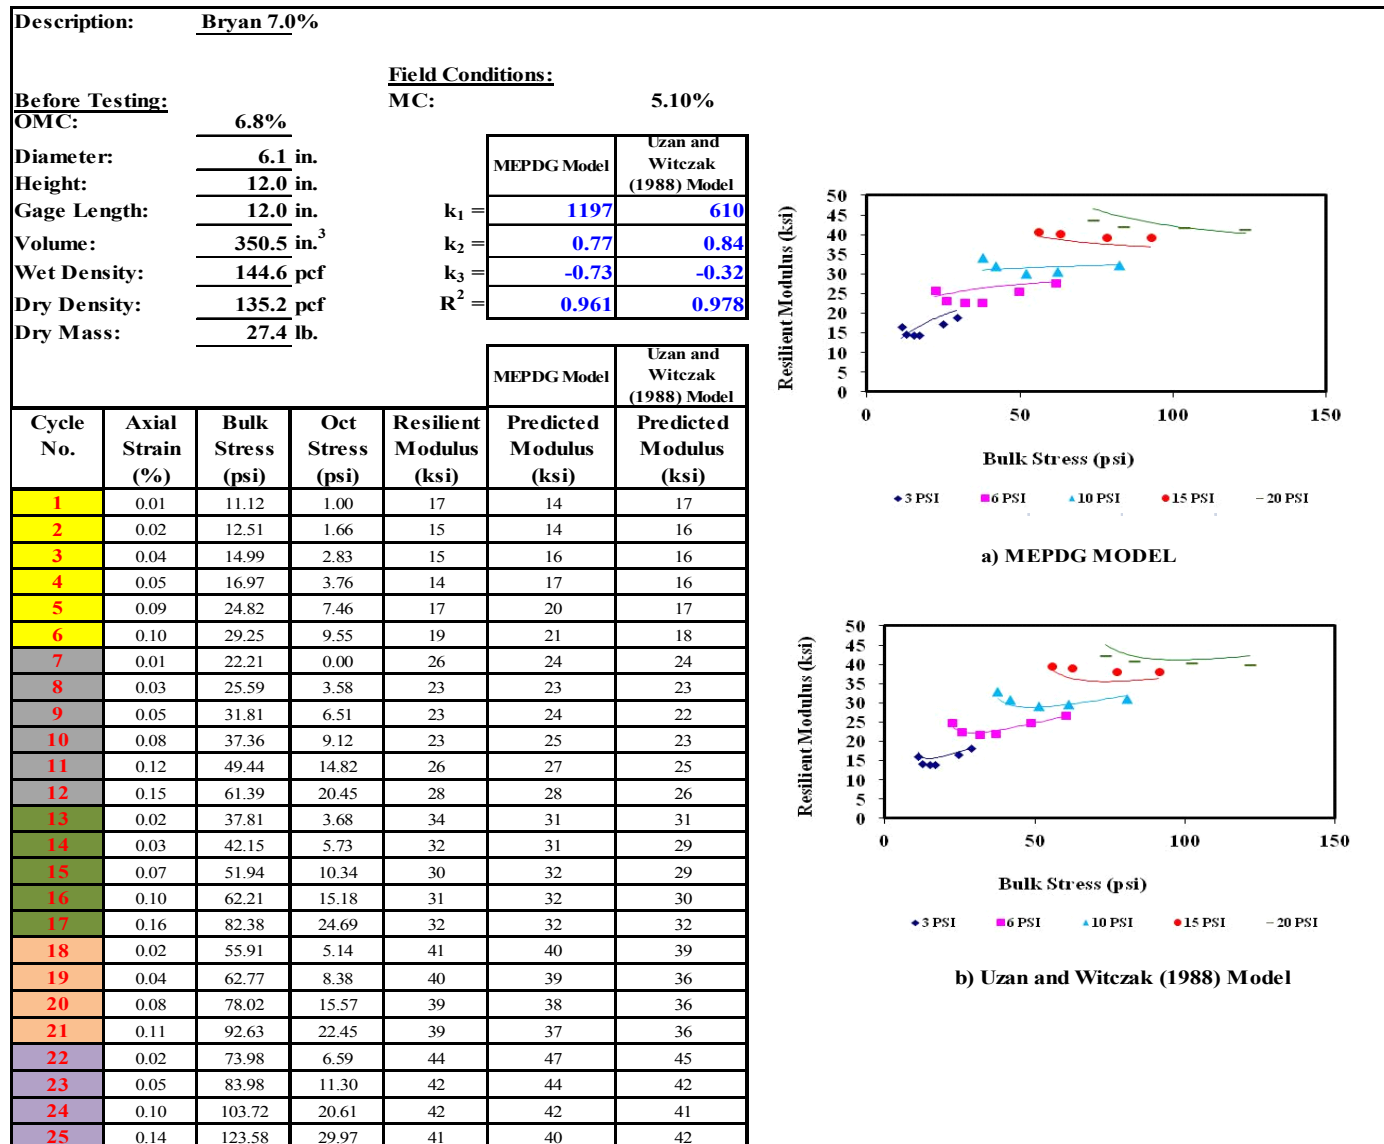 Description: Bryan 7.0%
Field Conditions:
Before Testing: MC: 5.10%
OMC: 6.8%
Diameter: 6.1 in.
Height: 12.0 in.
Gage Length: 12.0 in.
Volume: 350.5 in.³
Wet Density: 144.6 pcf
Dry Density: 135.2 pcf
Dry Mass: 27.4 lb.
MEPDG Model Uzan and Witczak (1988) Model
k₁ = 1197 610
k₂ = 0.77 0.84
k₃ = -0.73 -0.32
R² = 0.961 0.978
MEPDG Model Uzan and Witczak (1988) Model
Cycle No. Axial Strain (%) Bulk Stress (psi) Oct Stress (psi) Resilient Modulus (ksi) Predicted Modulus (ksi) Predicted Modulus (ksi)
1 0.01 11.12 1.00 17 14 17
2 0.02 12.51 1.66 15 14 16
3 0.04 14.99 2.83 15 16 16
4 0.05 16.97 3.76 14 17 16
5 0.09 24.82 7.46 17 20 17
6 0.10 29.25 9.55 19 21 18
7 0.01 22.21 0.00 26 24 24
8 0.03 25.59 3.58 23 23 23
9 0.05 31.81 6.51 23 24 22
10 0.08 37.36 9.12 23 25 23
11 0.12 49.44 14.82 26 27 25
12 0.15 61.39 20.45 28 28 26
13 0.02 37.81 3.68 34 31 31
14 0.03 42.15 5.73 32 31 29
15 0.07 51.94 10.34 30 32 29
16 0.10 62.21 15.18 31 32 30
17 0.16 82.38 24.69 32 32 32
18 0.02 55.91 5.14 41 40 39
19 0.04 62.77 8.38 40 39 36
20 0.08 78.02 15.57 39 38 36
21 0.11 92.63 22.45 39 37 36
22 0.02 73.98 6.59 44 47 45
23 0.05 83.98 11.30 42 44 42
24 0.10 103.72 20.61 42 42 41
25 0.14 123.58 29.97 41 40 42
Resilient Modulus (ksi)
50
45
40
35
30
25
20
15
10
5
0
0 50 100 150
Bulk Stress (psi)
3 PSI 6 PSI 10 PSI 15 PSI 20 PSI
a) MEPDG MODEL
Resilient Modulus (ksi)
50
45
40
35
30
25
20
15
10
5
0
0 50 100 150
Bulk Stress (psi)
3 PSI 6 PSI 10 PSI 15 PSI 20 PSI
b) Uzan and Witczak (1988) Model